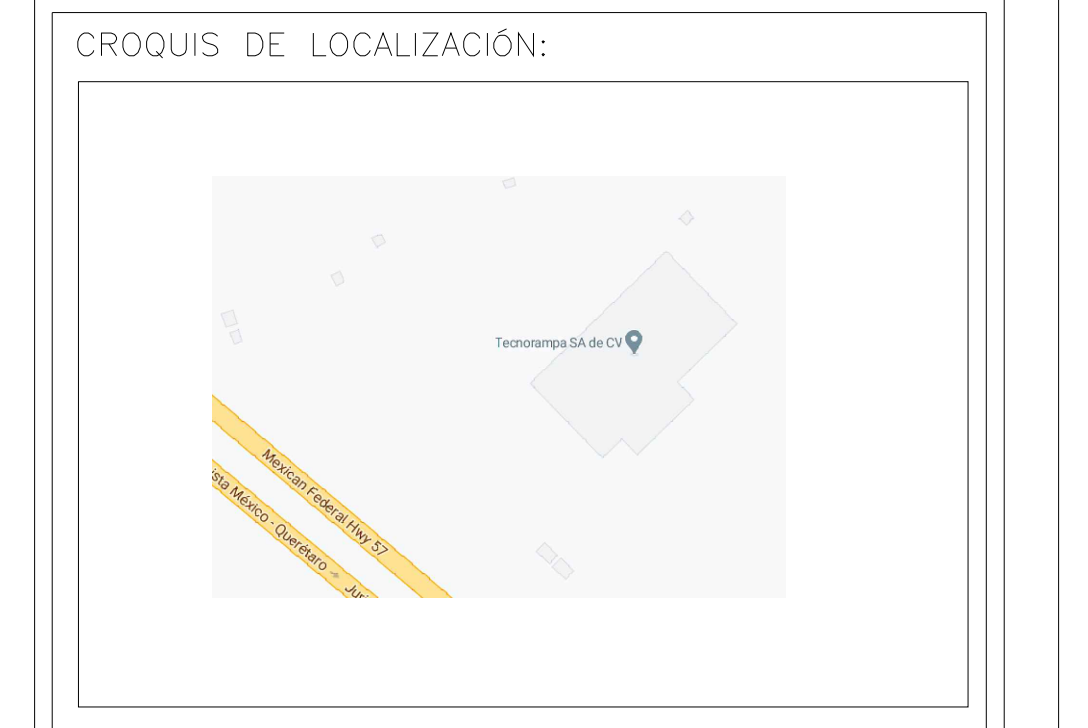 CROQUIS DE LOCALIZACIÓN:
Tecnorampa SA de CV
Mexican Federal Hwy 57
ista México - Querétaro